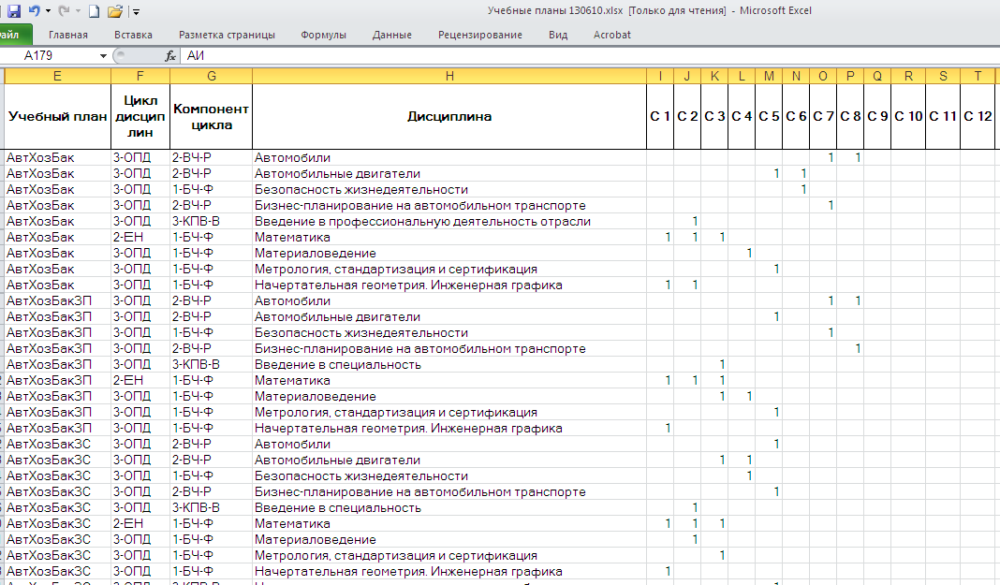 Учебные планы 130610.xlsx [Только для чтения] - Microsoft Excel
айл Главная Вставка Разметка страницы Формулы Данные Рецензирование Вид Acrobat
A179 fx АИ
E F G H I J K L M N O P Q R S T
Учебный план Цикл дисцип лин Компонент цикла Дисциплина С 1 С 2 С 3 С 4 С 5 С 6 С 7 С 8 С 9 С 10 С 11 С 12
АвтХозБак 3-ОПД 2-ВЧ-Р Автомобили 1 1
АвтХозБак 3-ОПД 2-ВЧ-Р Автомобильные двигатели 1 1
АвтХозБак 3-ОПД 1-БЧ-Ф Безопасность жизнедеятельности 1
АвтХозБак 3-ОПД 2-ВЧ-Р Бизнес-планирование на автомобильном транспорте 1
АвтХозБак 3-ОПД 3-КПВ-В Введение в профессиональную деятельность отрасли 1
АвтХозБак 2-ЕН 1-БЧ-Ф Математика 1 1 1
АвтХозБак 3-ОПД 1-БЧ-Ф Материаловедение 1
АвтХозБак 3-ОПД 1-БЧ-Ф Метрология, стандартизация и сертификация 1
АвтХозБак 3-ОПД 1-БЧ-Ф Начертательная геометрия. Инженерная графика 1 1
АвтХозБакЗП 3-ОПД 2-ВЧ-Р Автомобили 1 1
АвтХозБакЗП 3-ОПД 2-ВЧ-Р Автомобильные двигатели 1
АвтХозБакЗП 3-ОПД 1-БЧ-Ф Безопасность жизнедеятельности 1
АвтХозБакЗП 3-ОПД 2-ВЧ-Р Бизнес-планирование на автомобильном транспорте 1
АвтХозБакЗП 3-ОПД 3-КПВ-В Введение в специальность 1
АвтХозБакЗП 2-ЕН 1-БЧ-Ф Математика 1 1 1
АвтХозБакЗП 3-ОПД 1-БЧ-Ф Материаловедение 1 1
АвтХозБакЗП 3-ОПД 1-БЧ-Ф Метрология, стандартизация и сертификация 1
АвтХозБакЗП 3-ОПД 1-БЧ-Ф Начертательная геометрия. Инженерная графика 1
АвтХозБакЗС 3-ОПД 2-ВЧ-Р Автомобили 1
АвтХозБакЗС 3-ОПД 2-ВЧ-Р Автомобильные двигатели 1 1
АвтХозБакЗС 3-ОПД 1-БЧ-Ф Безопасность жизнедеятельности 1
АвтХозБакЗС 3-ОПД 2-ВЧ-Р Бизнес-планирование на автомобильном транспорте 1
АвтХозБакЗС 3-ОПД 3-КПВ-В Введение в специальность 1
АвтХозБакЗС 2-ЕН 1-БЧ-Ф Математика 1 1 1
АвтХозБакЗС 3-ОПД 1-БЧ-Ф Материаловедение 1
АвтХозБакЗС 3-ОПД 1-БЧ-Ф Метрология, стандартизация и сертификация 1
АвтХозБакЗС 3-ОПД 1-БЧ-Ф Начертательная геометрия. Инженерная графика 1